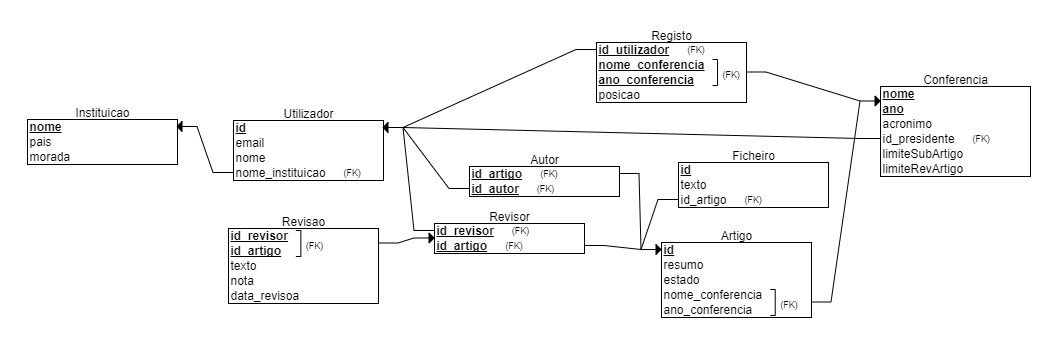 Registo
id_utilizador (FK)
nome_conferencia
ano_conferencia
(FK)
posicao
Conferencia
nome
ano
acronimo
id_presidente (FK)
limiteSubArtigo
limiteRevArtigo
Instituicao
nome
pais
morada
Utilizador
id
email
nome
nome_instituicao (FK)
Autor
id_artigo (FK)
id_autor (FK)
Ficheiro
id
texto
id_artigo (FK)
Revisao
id_revisor
id_artigo
(FK)
texto
nota
data_revisoa
Revisor
id_revisor (FK)
id_artigo (FK)
Artigo
id
resumo
estado
nome_conferencia
ano_conferencia
(FK)